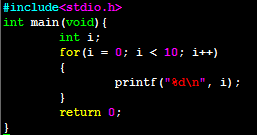 #include<stdio.h>
int main(void){
        int i;
        for(i = 0; i < 10; i++)
        {
                printf("%d\n", i);
        }
        return 0;
}